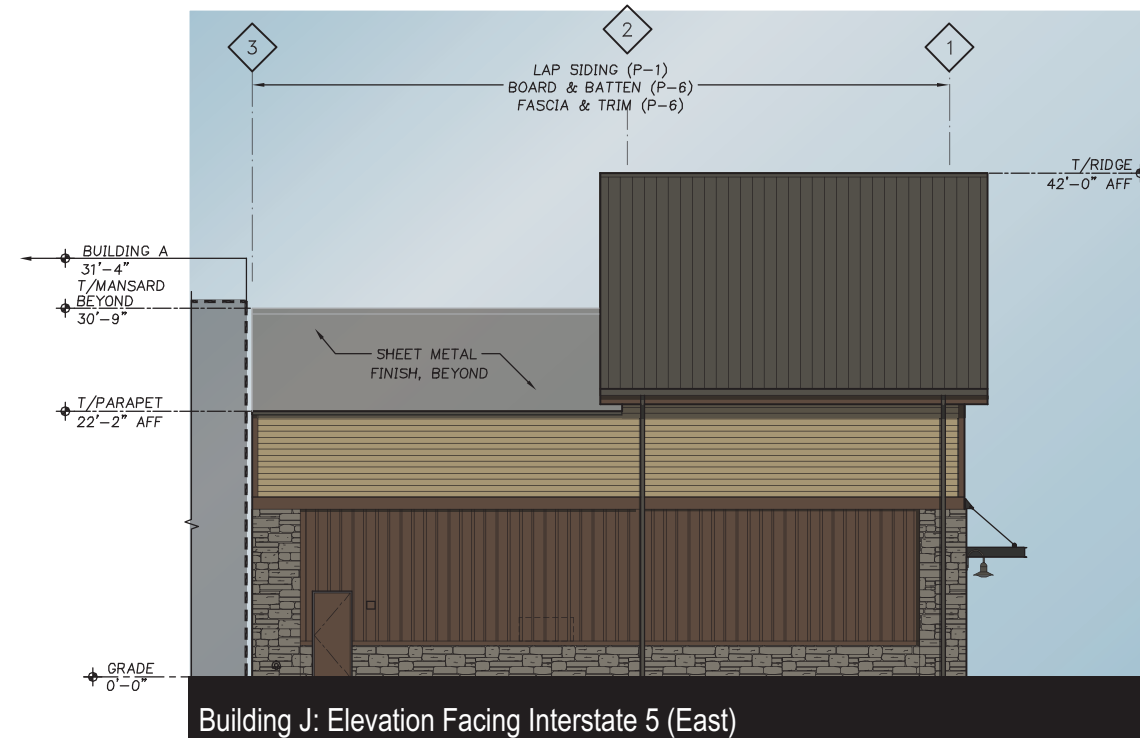 3
2
1
LAP SIDING (P-1)
BOARD & BATTEN (P-6)
FASCIA & TRIM (P-6)
T/RIDGE
42'-0" AFF
BUILDING A
31'-4"
T/MANSARD
BEYOND
30'-9"
SHEET METAL
FINISH, BEYOND
T/PARAPET
22'-2" AFF
GRADE
0'-0"
Building J: Elevation Facing Interstate 5 (East)